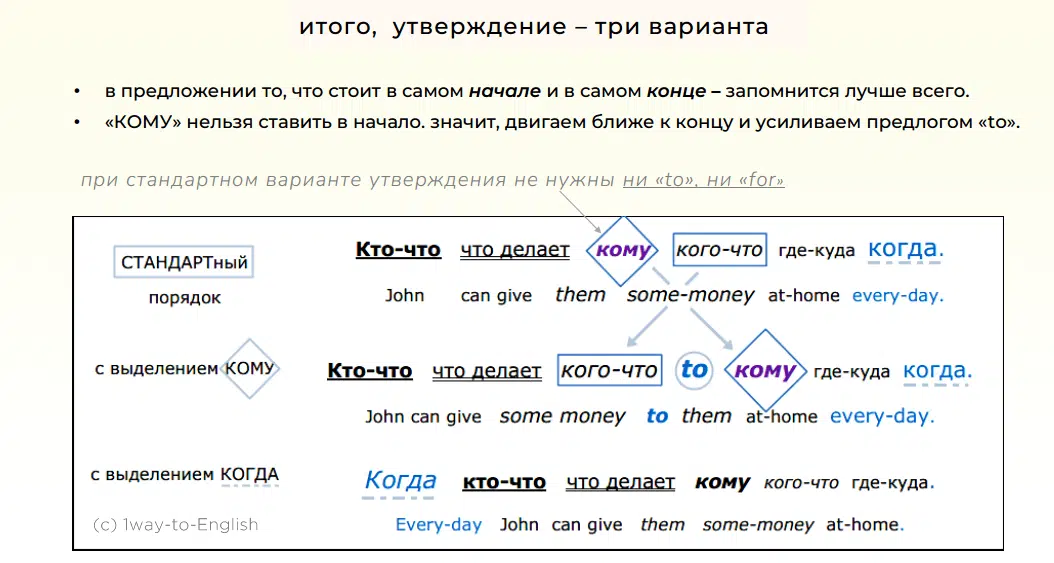 итого, утверждение – три варианта
• в предложении то, что стоит в самом начале и в самом конце – запомнится лучше всего.
• «КОМУ» нельзя ставить в начало. значит, двигаем ближе к концу и усиливаем предлогом «to».
при стандартном варианте утверждения не нужны ни «to», ни «for»
СТАНДАРТный
порядок
Кто-что что делает кому кого-что где-куда когда.
John can give them some-money at-home every-day.
с выделением КОМУ
Кто-что что делает кого-что to кому где-куда когда.
John can give some money to them at-home every-day.
с выделением КОГДА
Когда кто-что что делает кому кого-что где-куда.
(c) 1way-to-English
Every-day John can give them some-money at-home.